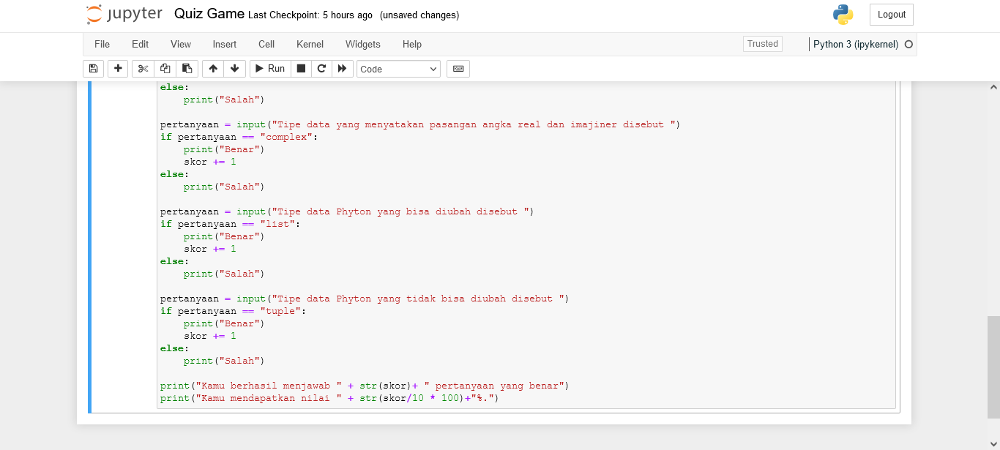 jupyter Quiz Game Last Checkpoint: 5 hours ago (unsaved changes)
Logout
File Edit View Insert Cell Kernel Widgets Help
Trusted
Python 3 (ipykernel)
Run
Code
else:
    print("Salah")
pertanyaan = input("Tipe data yang menyatakan pasangan angka real dan imajiner disebut ")
if pertanyaan == "complex":
    print("Benar")
    skor += 1
else:
    print("Salah")
pertanyaan = input("Tipe data Phyton yang bisa diubah disebut ")
if pertanyaan == "list":
    print("Benar")
    skor += 1
else:
    print("Salah")
pertanyaan = input("Tipe data Phyton yang tidak bisa diubah disebut ")
if pertanyaan == "tuple":
    print("Benar")
    skor += 1
else:
    print("Salah")
print("Kamu berhasil menjawab " + str(skor)+ " pertanyaan yang benar")
print("Kamu mendapatkan nilai " + str(skor/10 * 100)+"%.")